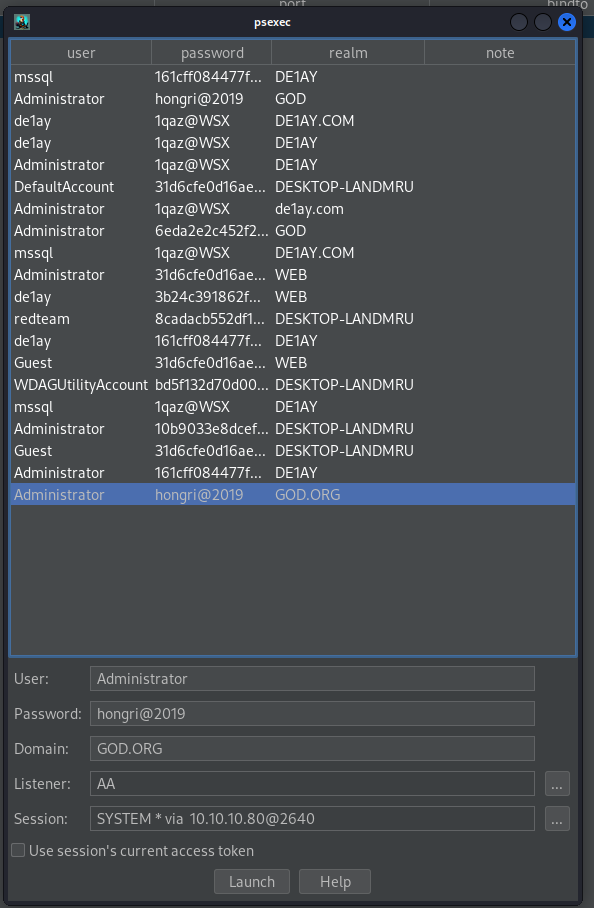 port
bindto
psexec
user password realm note
mssql 161cff084477f... DE1AY
Administrator hongri@2019 GOD
de1ay 1qaz@WSX DE1AY.COM
de1ay 1qaz@WSX DE1AY
Administrator 1qaz@WSX DE1AY
DefaultAccount 31d6cfe0d16ae... DESKTOP-LANDMRU
Administrator 1qaz@WSX de1ay.com
Administrator 6eda2e2c452f2... GOD
mssql 1qaz@WSX DE1AY.COM
Administrator 31d6cfe0d16ae... WEB
de1ay 3b24c391862f... WEB
redteam 8cadacb552df1... DESKTOP-LANDMRU
de1ay 161cff084477f... DE1AY
Guest 31d6cfe0d16ae... WEB
WDAGUtilityAccount bd5f132d70d00... DESKTOP-LANDMRU
mssql 1qaz@WSX DE1AY
Administrator 10b9033e8dcef... DESKTOP-LANDMRU
Guest 31d6cfe0d16ae... DESKTOP-LANDMRU
Administrator 161cff084477f... DE1AY
Administrator hongri@2019 GOD.ORG
User: Administrator
Password: hongri@2019
Domain: GOD.ORG
Listener: AA ...
Session: SYSTEM * via 10.10.10.80@2640 ...
Use session's current access token
Launch Help